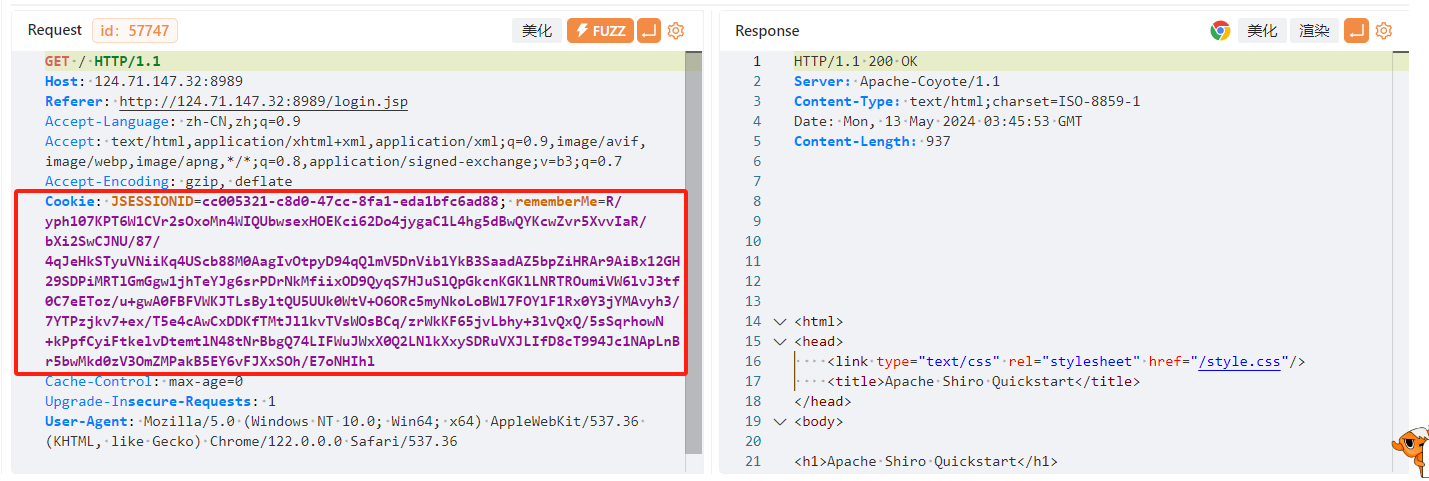 Request id: 57747 美化 FUZZ
GET / HTTP/1.1
Host: 124.71.147.32:8989
Referer: http://124.71.147.32:8989/login.jsp
Accept-Language: zh-CN,zh;q=0.9
Accept: text/html,application/xhtml+xml,application/xml;q=0.9,image/avif,
image/webp,image/apng,*/*;q=0.8,application/signed-exchange;v=b3;q=0.7
Accept-Encoding: gzip, deflate
Cookie: JSESSIONID=cc005321-c8d0-47cc-8fa1-eda1bfc6ad88; rememberMe=R/
yph107KPT6W1CVr2sOxoMn4WIQUbwsexHOEKci62Do4jygaC1L4hg5dBwQYKcwZvr5XvvIaR/
bXi2SwCJNU/87/
4qJeHkSTyuVNiiKq4UScb88M0AagIvOtpyD94qQlmV5DnVib1YkB3SaadAZ5bpZiHRAr9AiBx12GH
29SDPiMRTlGmGgw1jhTeYJg6srPDrNkMfiixOD9QyqS7HJuSlQpGkcnKGKlLNRTROumiVW6lvJ3tf
0C7eEToz/u+gwA0FBFVWKJTLsByltQU5UUk0WtV+O6ORc5myNkoLoBWl7FOY1F1Rx0Y3jYMAvyh3/
7YTPzjkv7+ex/T5e4cAwCxDDKfTMtJl1kvTVsWOsBCq/zrWkKF65jvLbhy+31vQxQ/5sSqrhowN
+kPpfCyiFtkelvDtemtlN48tNrBbgQ74LIFWuJWxX0Q2LNlkXxySDRuVXJLIfD8cT994Jc1NApLnB
r5bwMkd0zV3OmZMPakB5EY6vFJXxSOh/E7oNHIhl
Cache-Control: max-age=0
Upgrade-Insecure-Requests: 1
User-Agent: Mozilla/5.0 (Windows NT 10.0; Win64; x64) AppleWebKit/537.36
(KHTML, like Gecko) Chrome/122.0.0.0 Safari/537.36
Response 美化 渲染
1 HTTP/1.1 200 OK
2 Server: Apache-Coyote/1.1
3 Content-Type: text/html;charset=ISO-8859-1
4 Date: Mon, 13 May 2024 03:45:53 GMT
5 Content-Length: 937
6
7
8
9
10
11
12
13
14 <html>
15 <head>
16 <link type="text/css" rel="stylesheet" href="/style.css"/>
17 <title>Apache Shiro Quickstart</title>
18 </head>
19 <body>
20
21 <h1>Apache Shiro Quickstart</h1>